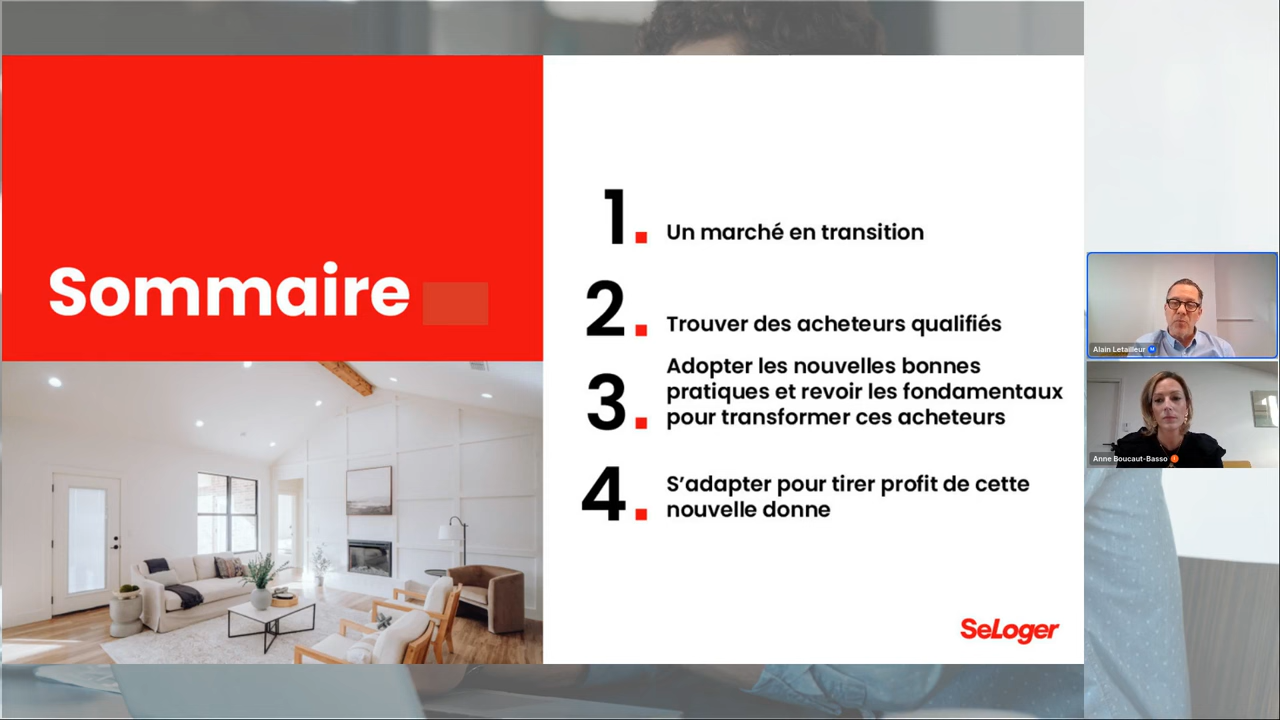 Sommaire
1.
Un marché en transition
2.
Trouver des acheteurs qualifiés
3.
Adopter les nouvelles bonnes
pratiques et revoir les fondamentaux
pour transformer ces acheteurs
4.
S’adapter pour tirer profit de cette
nouvelle donne
SeLoger
Alain Letailleur
Anne Boucaut-Basso